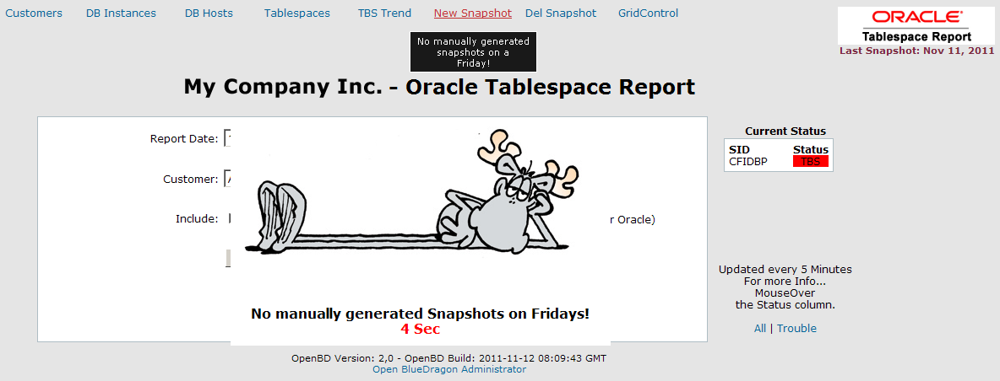 Customers DB Instances DB Hosts Tablespaces TBS Trend New Snapshot Del Snapshot GridControl
ORACLE
Tablespace Report
Last Snapshot: Nov 11, 2011
No manually generated
snapshots on a
Friday!
My Company Inc. - Oracle Tablespace Report
Report Date:
Customer:
Include:
r Oracle)
No manually generated Snapshots on Fridays!
4 Sec
Current Status
SID Status
CFIDBP TBS
Updated every 5 Minutes
For more Info...
MouseOver
the Status column.
All | Trouble
OpenBD Version: 2,0 - OpenBD Build: 2011-11-12 08:09:43 GMT
Open BlueDragon Administrator